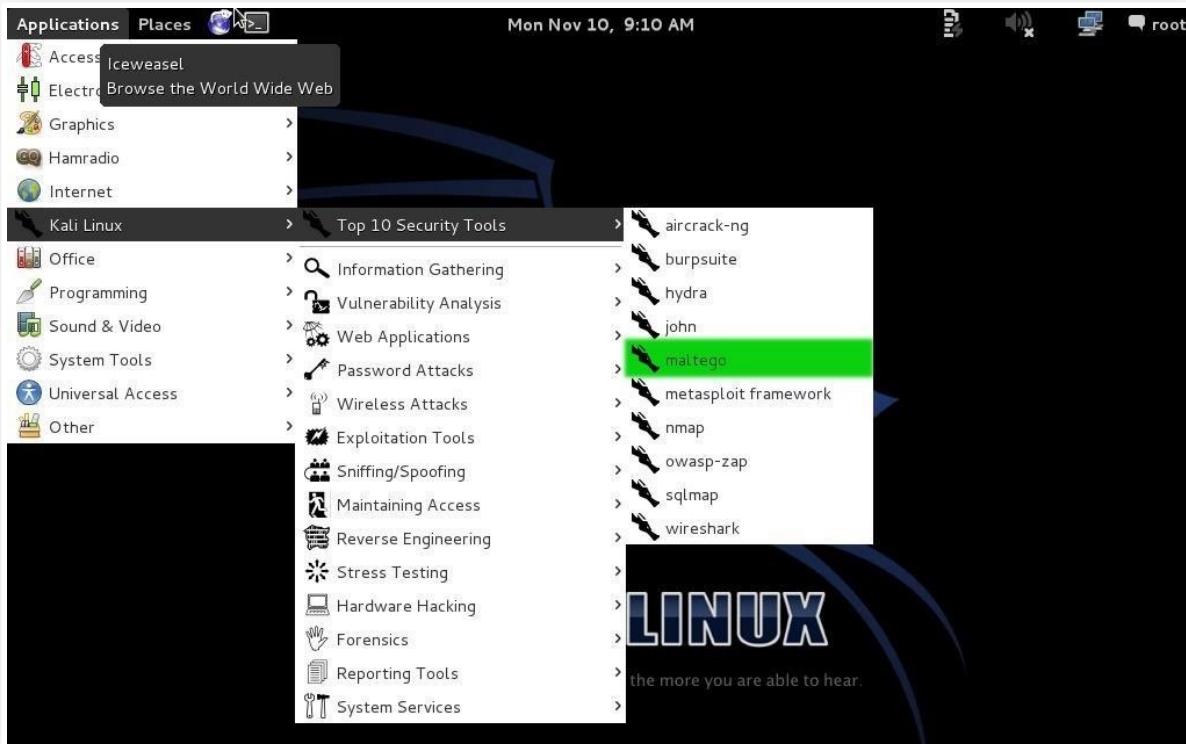 Applications Places Mon Nov 10, 9:10 AM root
Access
Iceweasel
Browse the World Wide Web
Electro
Graphics
Hamradio
Internet
Kali Linux
Office
Programming
Sound & Video
System Tools
Universal Access
Other
Top 10 Security Tools
Information Gathering
Vulnerability Analysis
Web Applications
Password Attacks
Wireless Attacks
Exploitation Tools
Sniffing/Spoofing
Maintaining Access
Reverse Engineering
Stress Testing
Hardware Hacking
Forensics
Reporting Tools
System Services
aircrack-ng
burpsuite
hydra
john
maltego
metasploit framework
nmap
owasp-zap
sqlmap
wireshark
LINUX
the more you are able to hear.